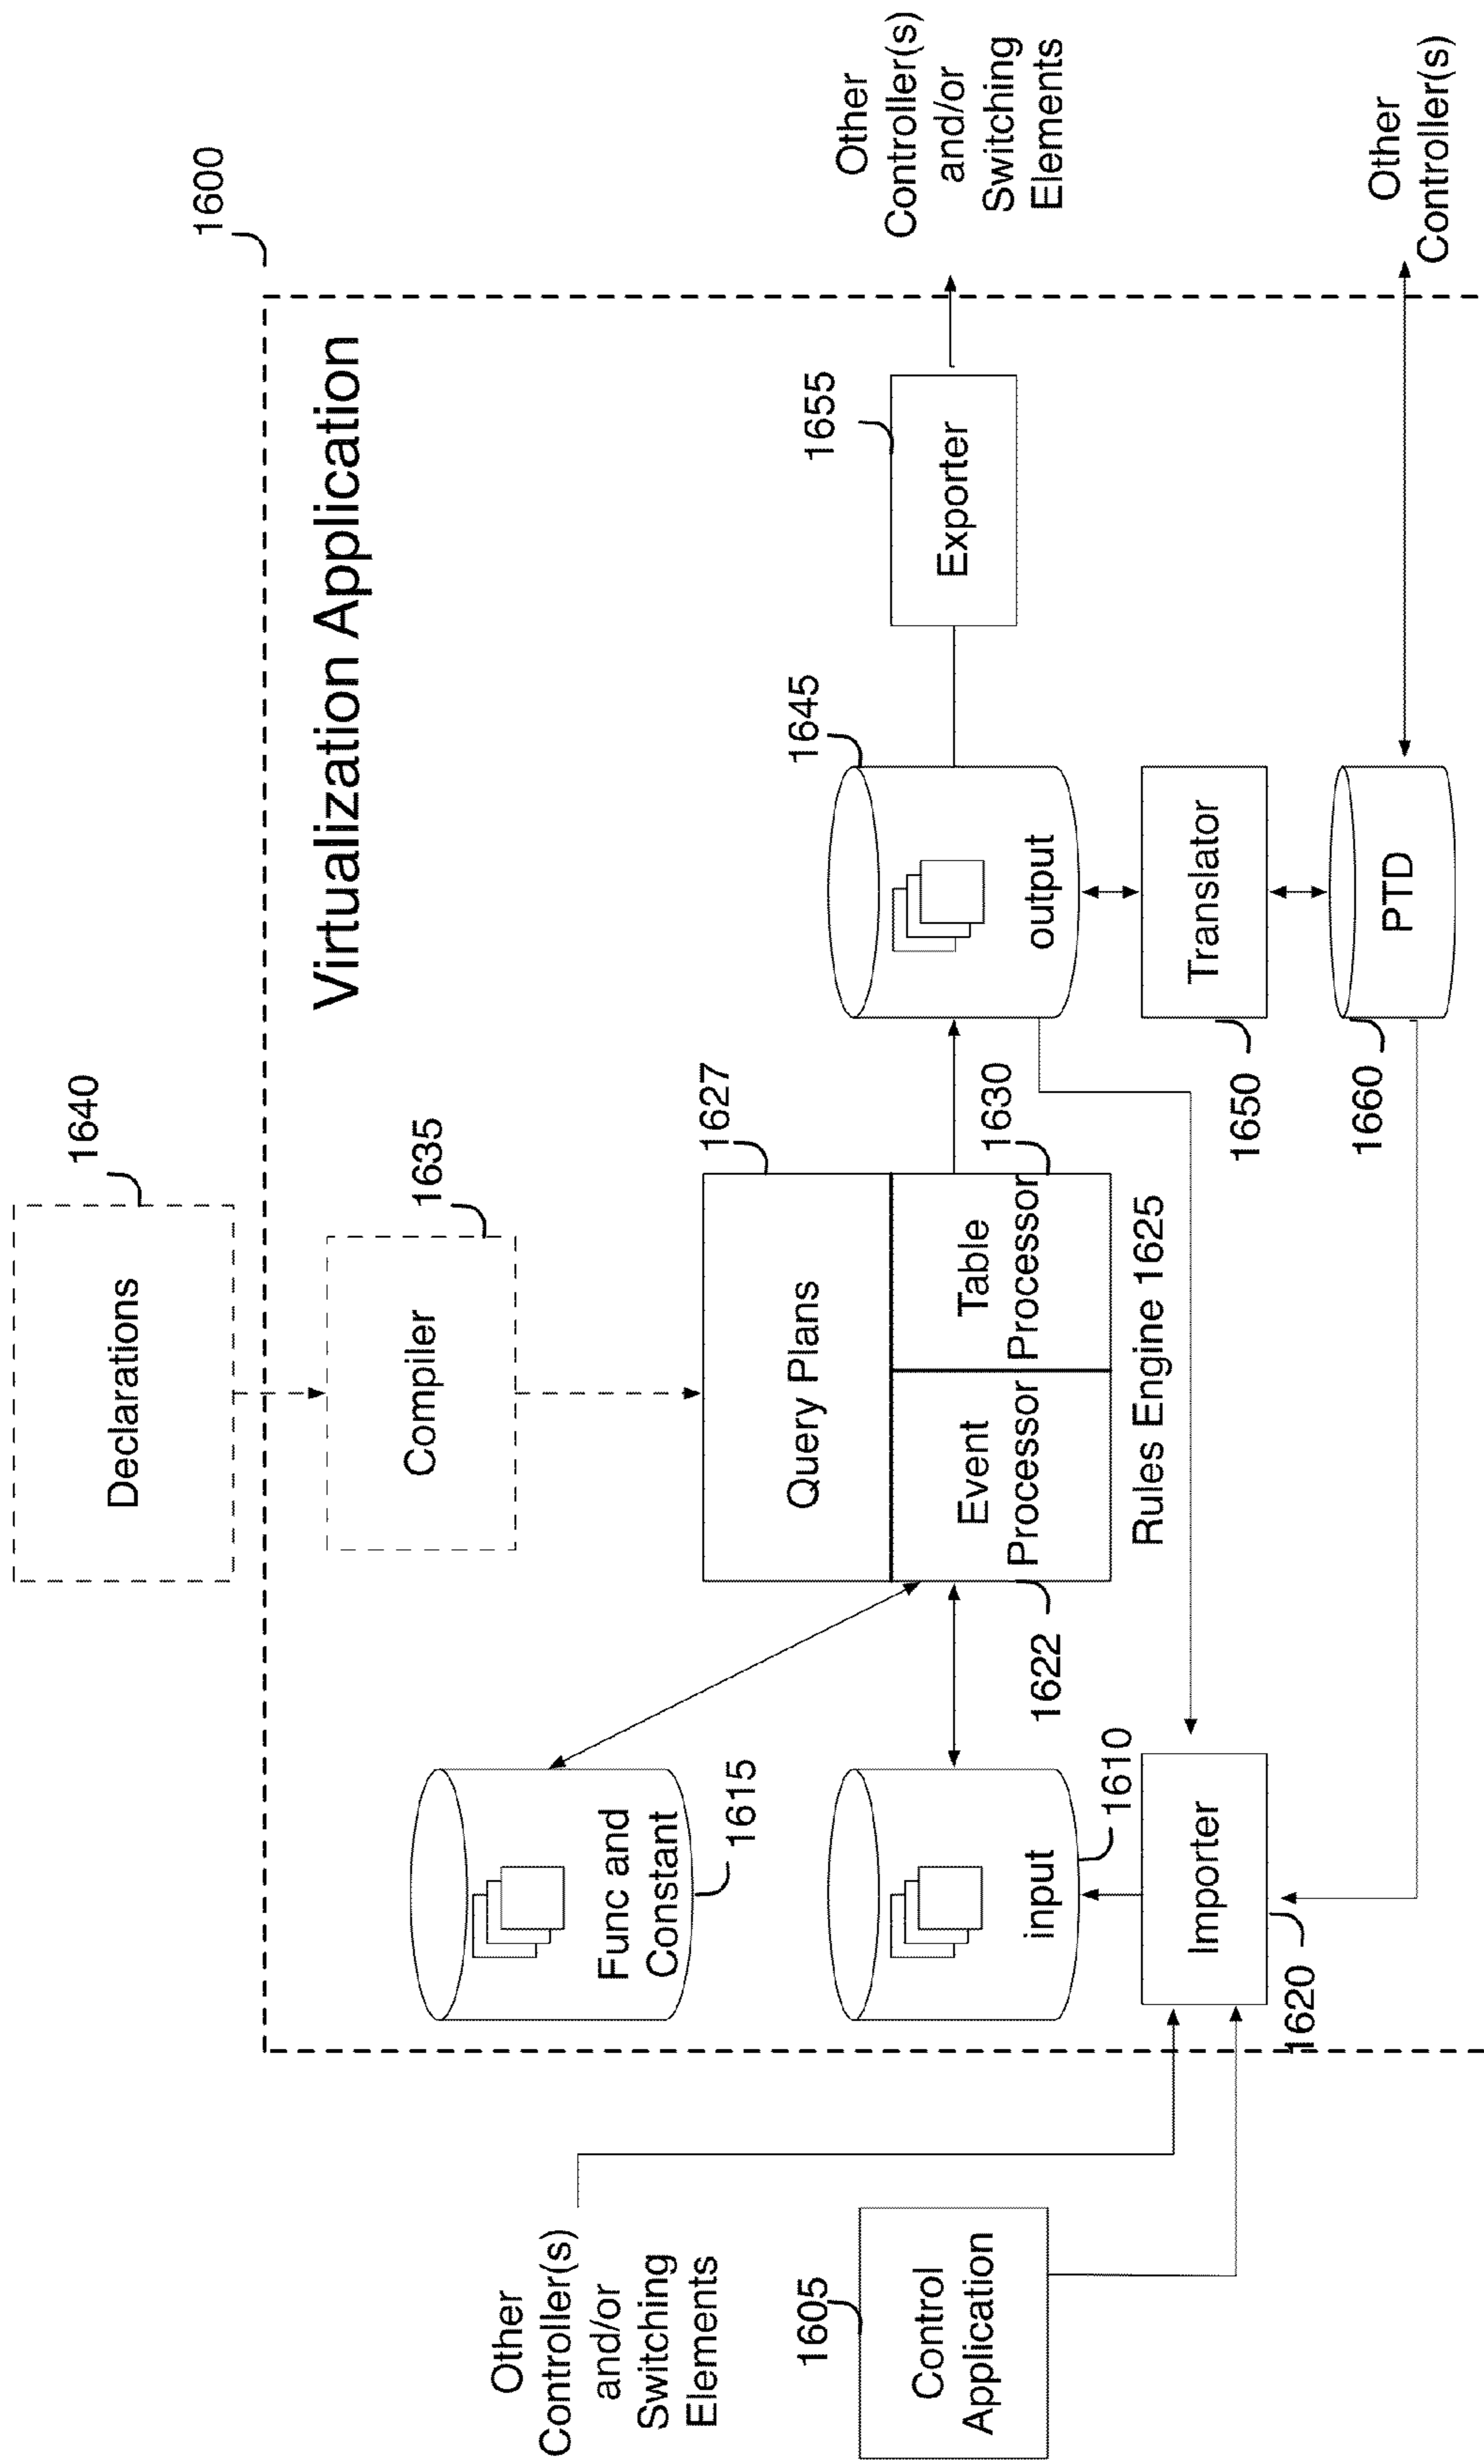 1640
Declarations
1600
Virtualization Application
1635
Compiler
Func and
Constant
1615
Query Plans
1627
Event
Processor
Table
Processor
1622
1630
Rules Engine 1625
input
1610
Importer
1620
output
1645
Translator
1650
PTD
1660
Exporter
1655
Other
Controller(s)
and/or
Switching
Elements
Other
Controller(s)
Other
Controller(s)
and/or
Switching
Elements
1605
Control
Application